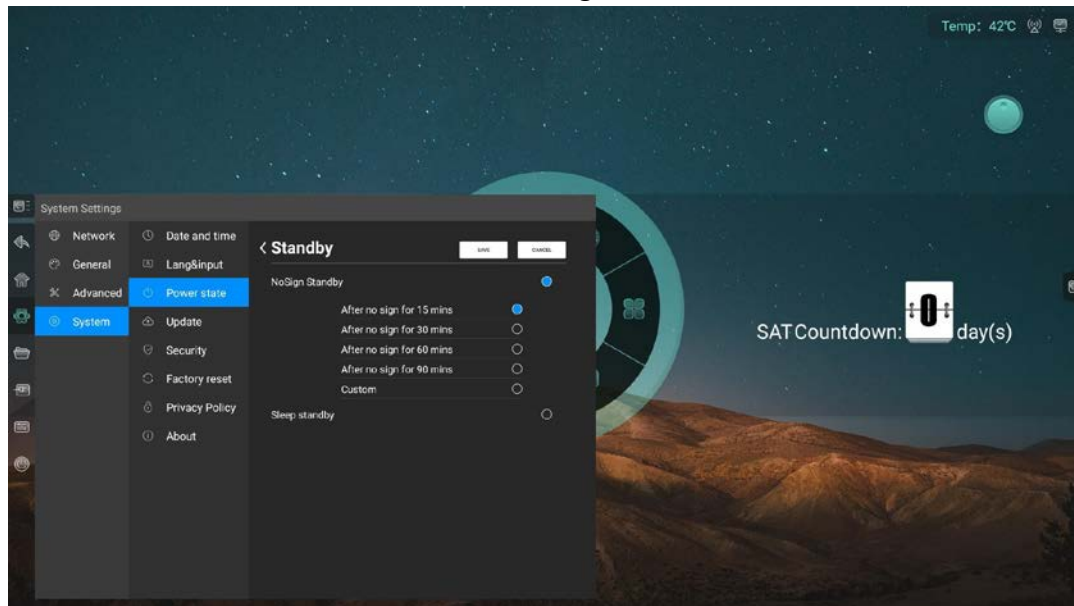 Temp: 42℃
System Settings
Network
General
Advanced
System
Date and time
Lang&input
Power state
Update
Security
Factory reset
Privacy Policy
About
Standby
SAVE
CANCEL
NoSign Standby
After no sign for 15 mins
After no sign for 30 mins
After no sign for 60 mins
After no sign for 90 mins
Custom
Sleep standby
SAT Countdown: 0 day(s)